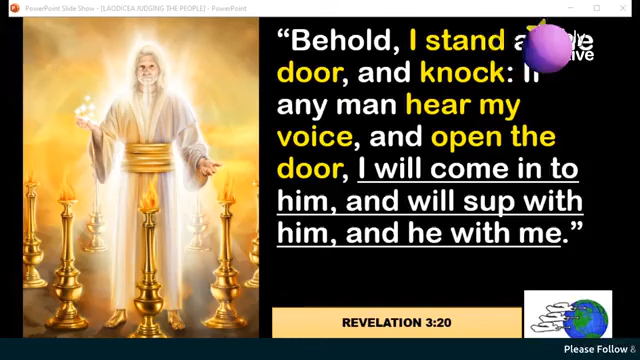 PowerPoint Slide Show - [LAODICEA JUDGING THE PEOPLE] - PowerPoint
“Behold, I stand
door, and knock: If
any man hear my
voice, and open the
door, I will come in to
him, and will sup with
him, and he with me.”
REVELATION 3:20
Please Follow &